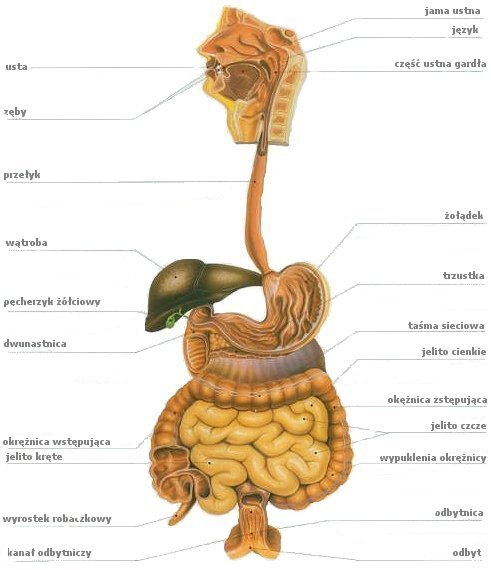 jama ustna
język
część ustna gardła
usta
zęby
przełyk
żołądek
wątroba
trzustka
pęcherzyk żółciowy
taśma sieciowa
dwunastnica
jelito cienkie
okężnica zstępująca
jelito czcze
okrężnica wstępująca
jelito kręte
wypuklenia okrężnicy
wyrostek robaczkowy
odbytnica
kanał odbytniczy
odbyt